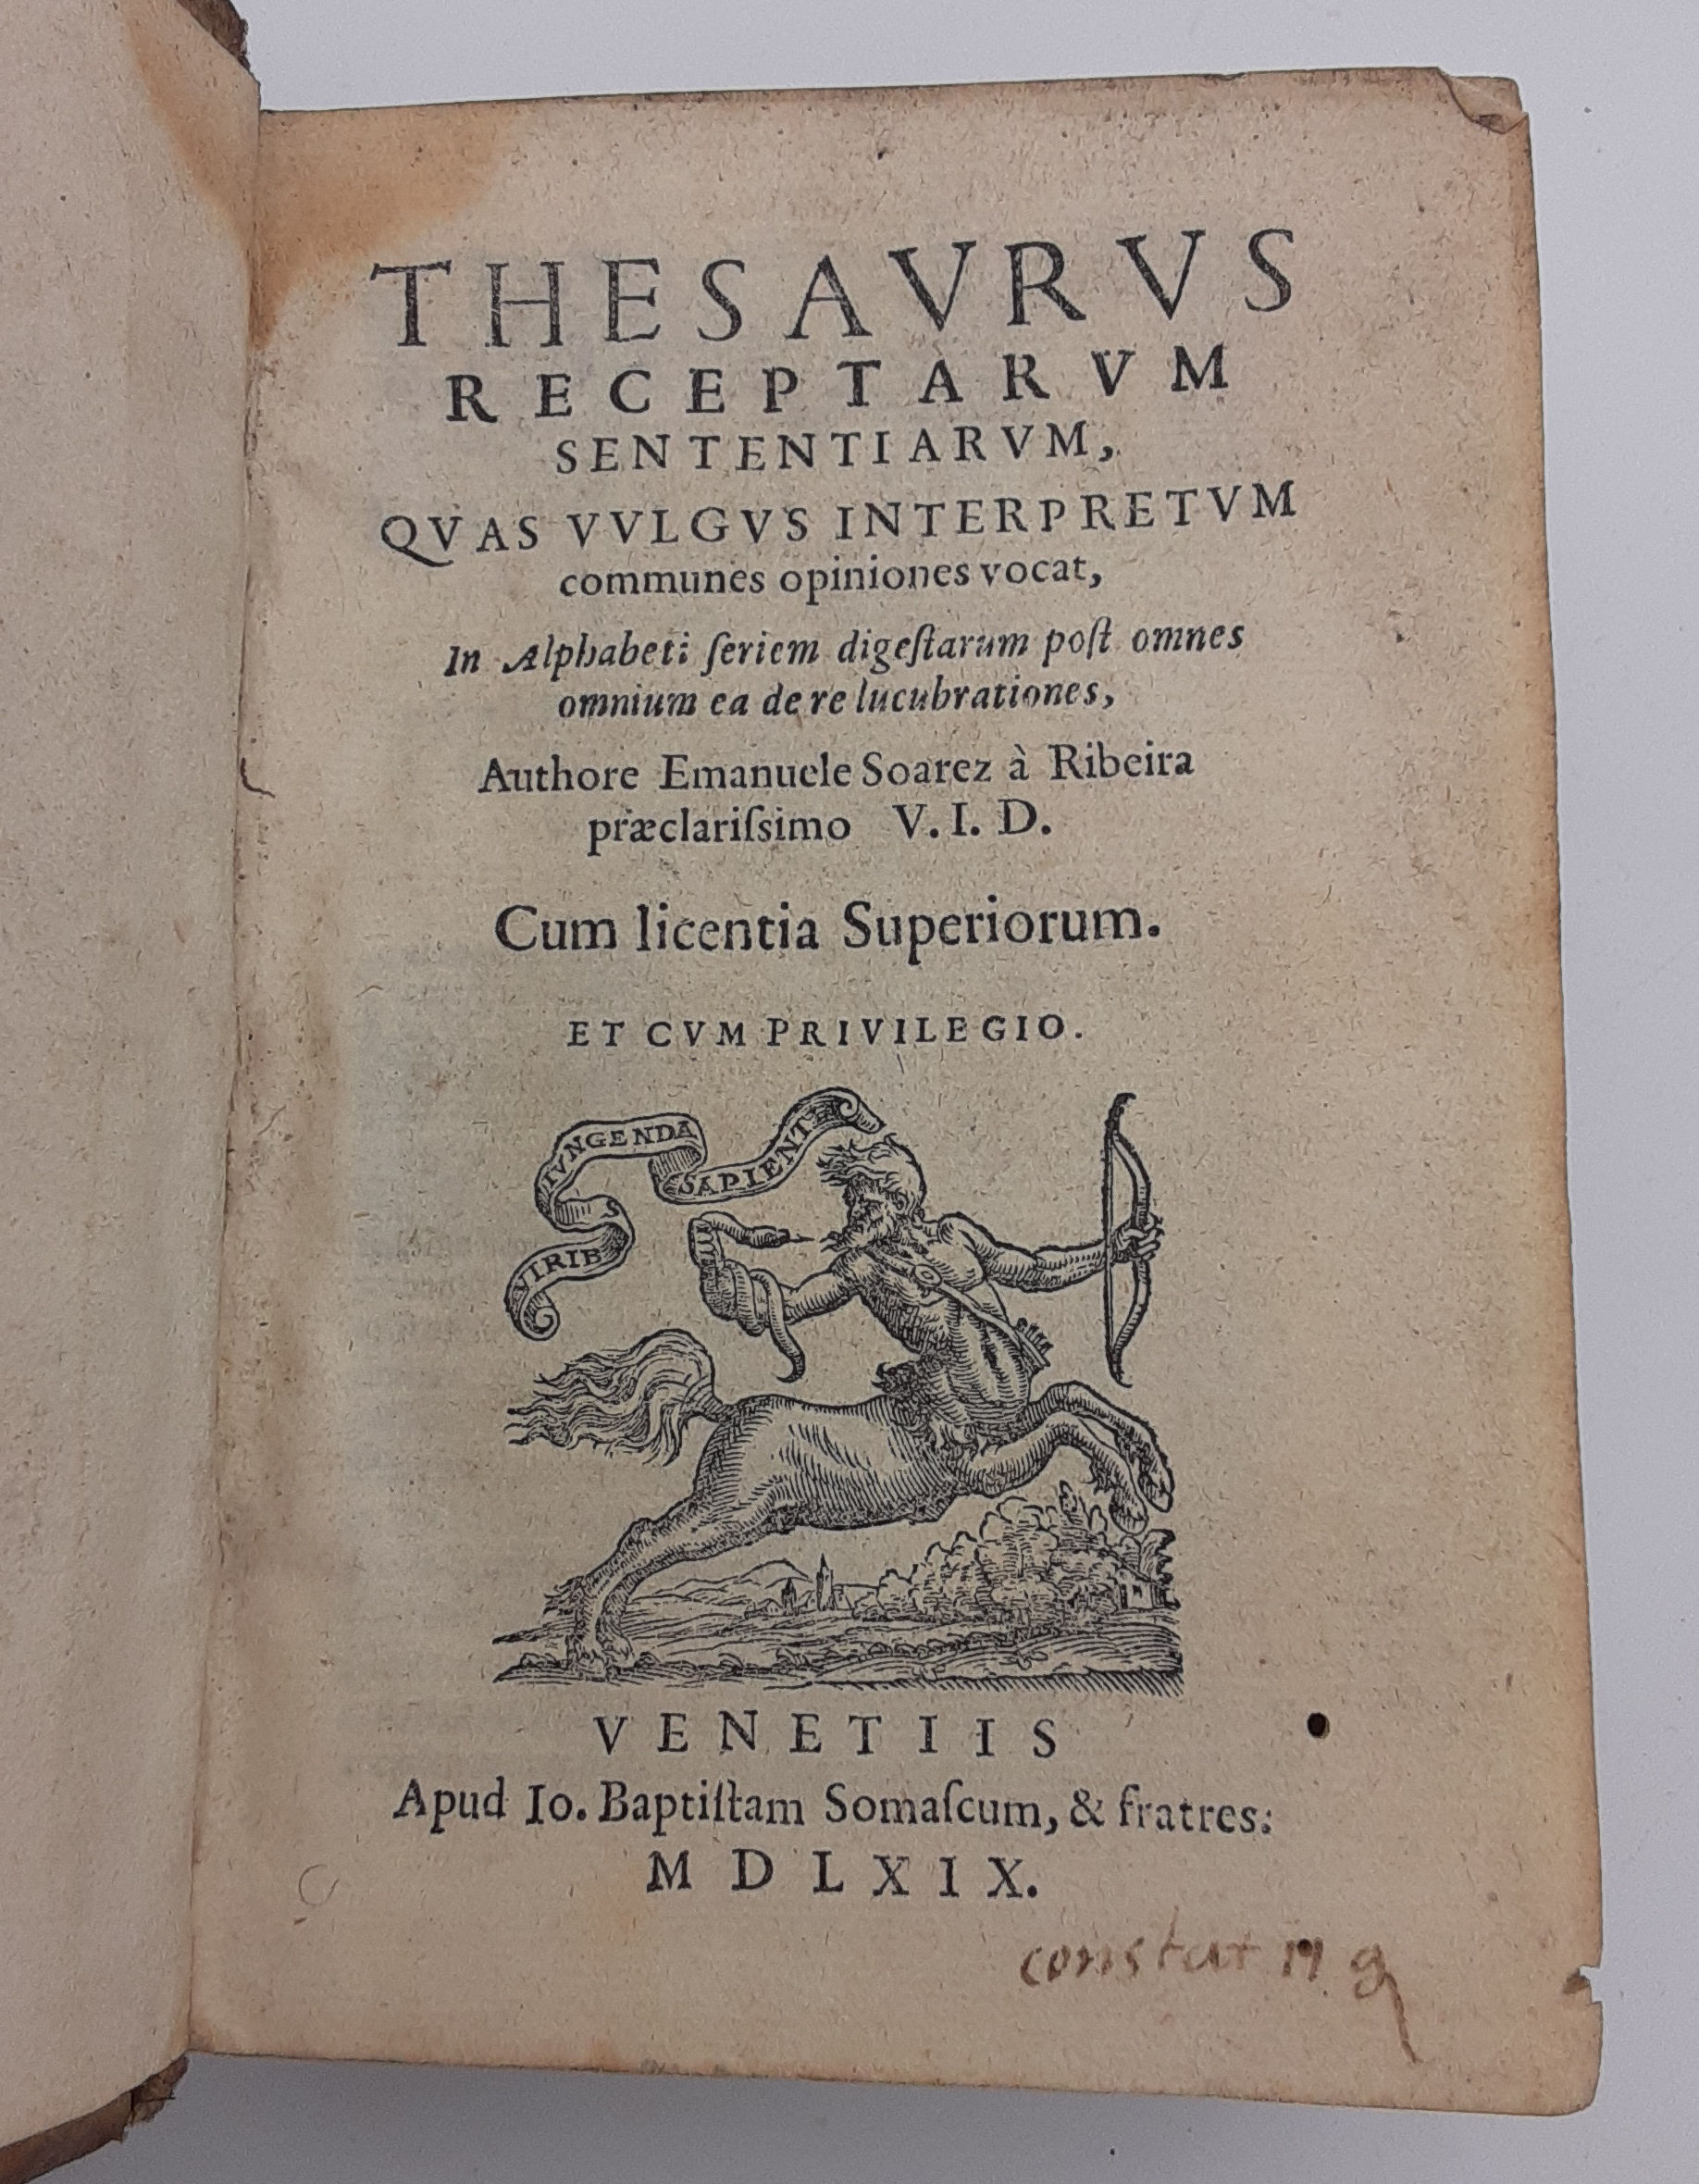 THESAVRVS
RECEPTARVM
SENTENTIARVM,
QVAS VVLGVS INTERPRETVM
communes opiniones vocat,
In Alphabeti ſeriem digeſtarum poſt omnes
omnium ea de re lucubrationes,
Authore Emanuele Soarez à Ribeira
præclariſsimo V. I. D.
Cum licentia Superiorum.
ET CVM PRIVILEGIO.
VIRIB
IVNGENDA
SAPIENT
VENETIIS
Apud Io. Baptiſtam Somaſcum, & fratres:
MDLXIX.
constat